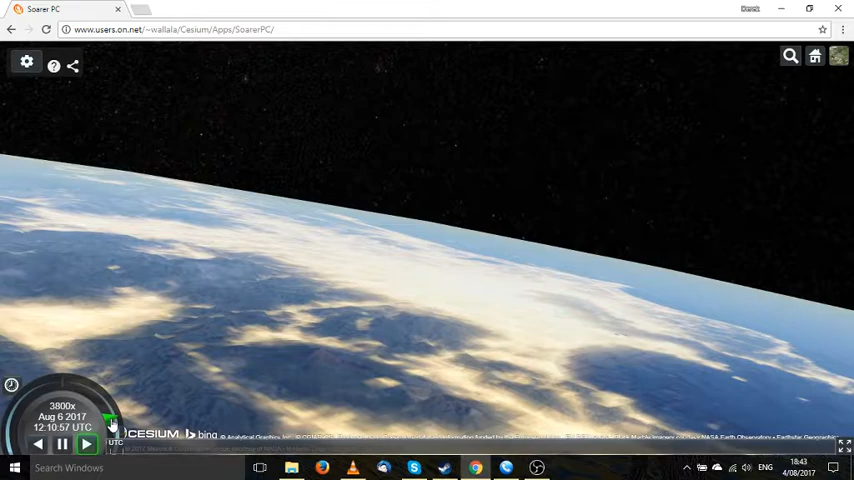 Soarer PC
www.users.on.net/~wallala/Cesium/Apps/SoarerPC/
3800x
Aug 6 2017
12:10:57 UTC
UTC
CESIUM bing
Search Windows
ENG
18:43
4/08/2017